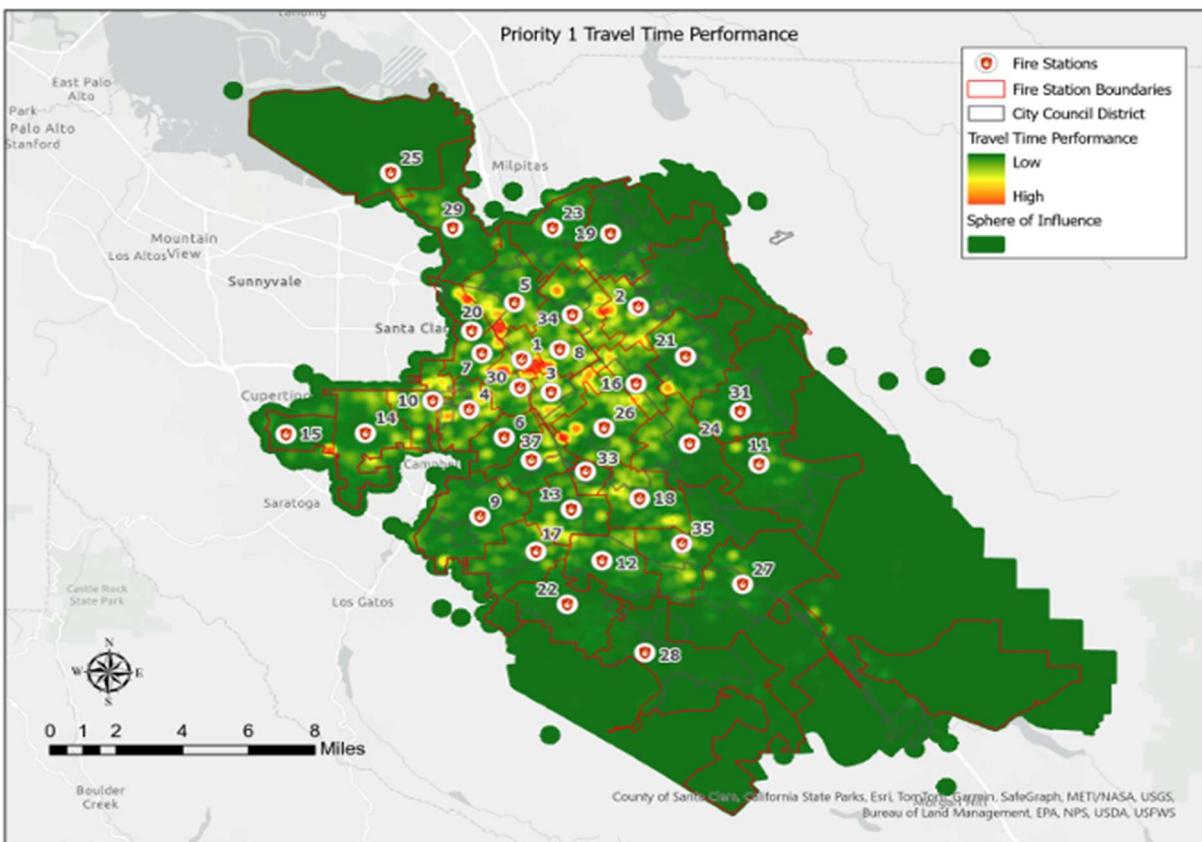 Landing
Priority 1 Travel Time Performance
Fire Stations
Fire Station Boundaries
City Council District
Travel Time Performance
Low
High
Sphere of Influence
East Palo
Alto
Park
Palo Alto
Stanford
25
Milpitas
29
23
19
Mountain
View
Los Altos
Sunnyvale
5
2
20
34
Santa Clar
1
8
21
7
30
3
16
Cupertino
10
4
31
15
14
6
26
24
37
11
Campbell
33
Saratoga
9
13
18
17
35
12
27
22
Castle Rock
State Park
Los Gatos
28
N
W
E
S
0 1 2 4 6 8
Miles
Boulder
Creek
County of Santa Clara, California State Parks, Esri, TomTom, Garmin, SafeGraph, METI/NASA, USGS,
Bureau of Land Management, EPA, NPS, USDA, USFWS
Morgan Hill